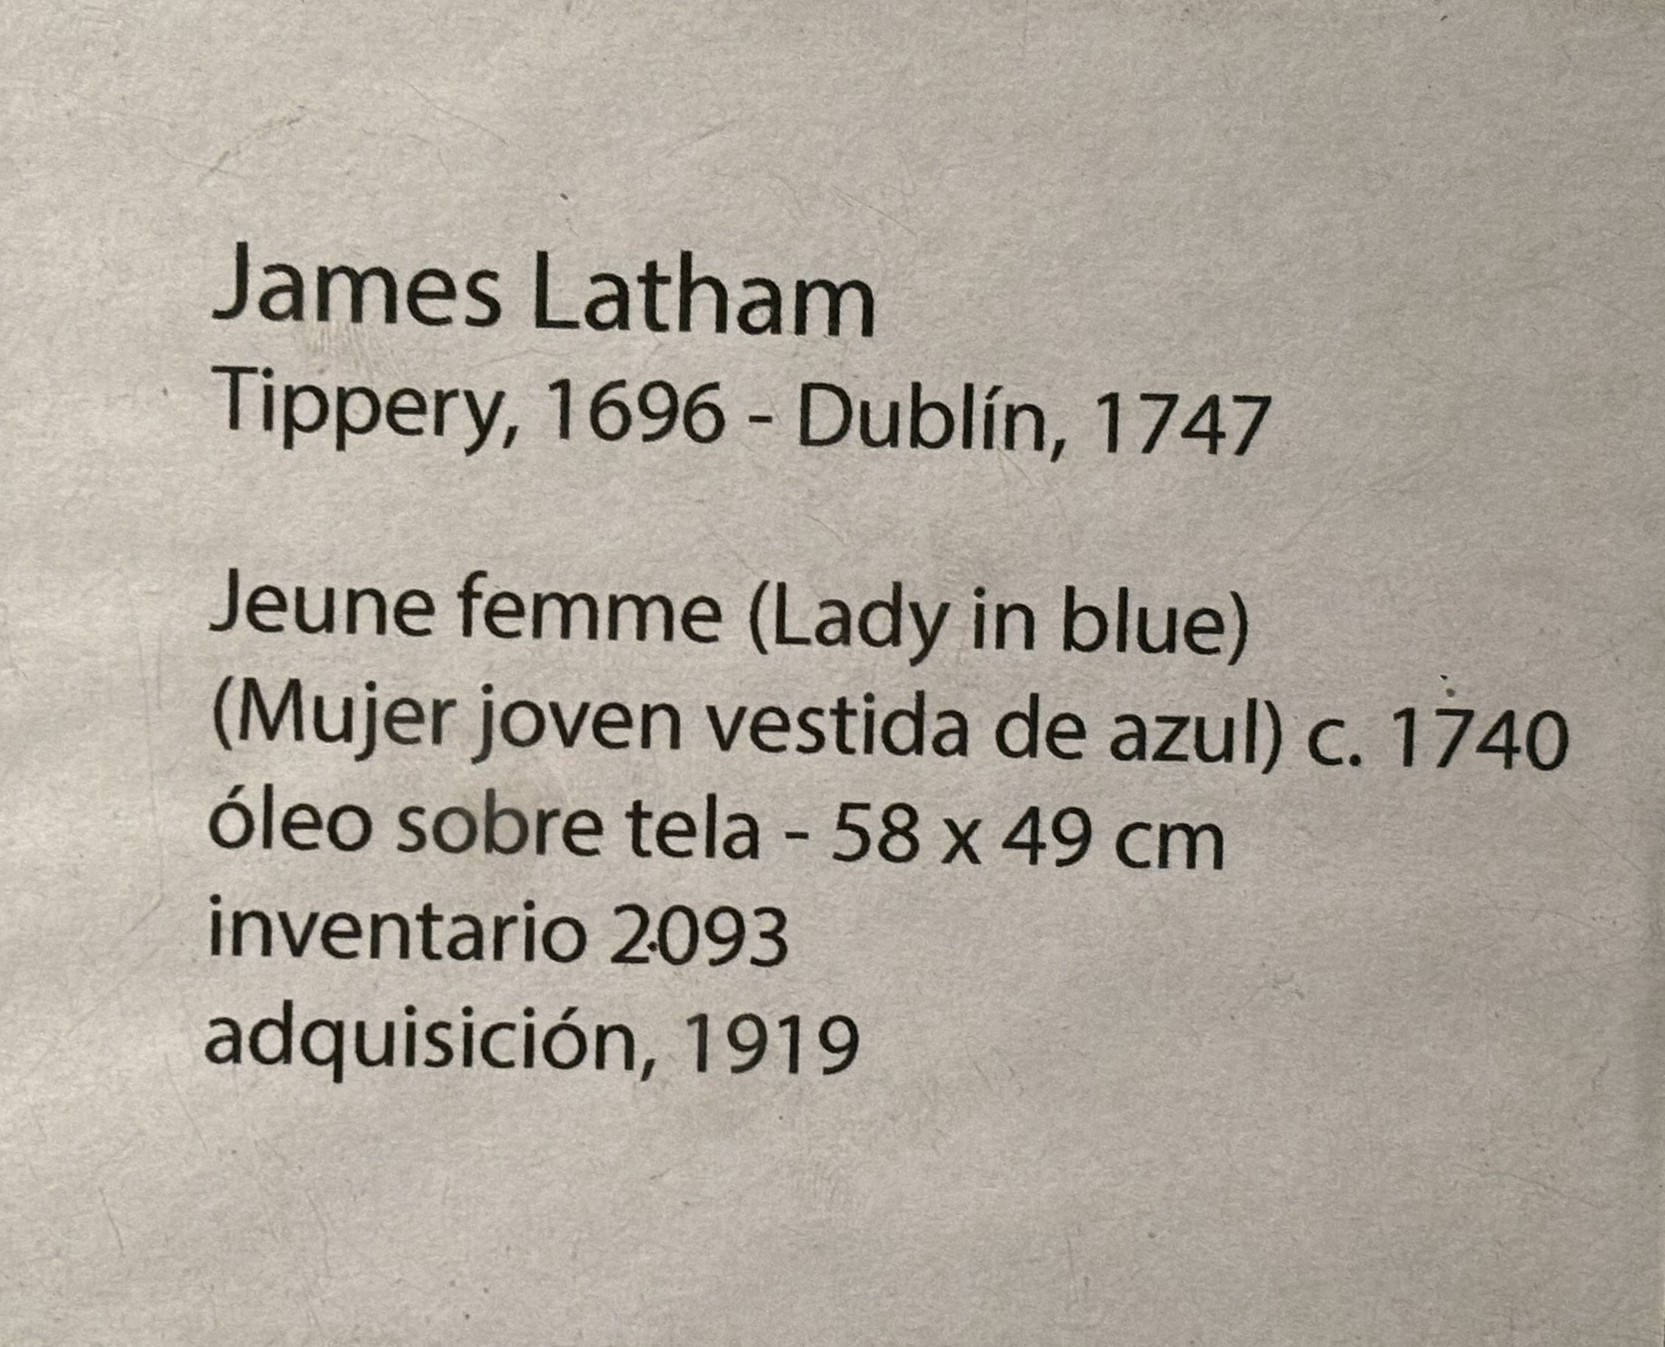 James Latham
Tippery, 1696 - Dublín, 1747
Jeune femme (Lady in blue)
(Mujer joven vestida de azul) c. 1740
óleo sobre tela - 58 x 49 cm
inventario 2093
adquisición, 1919